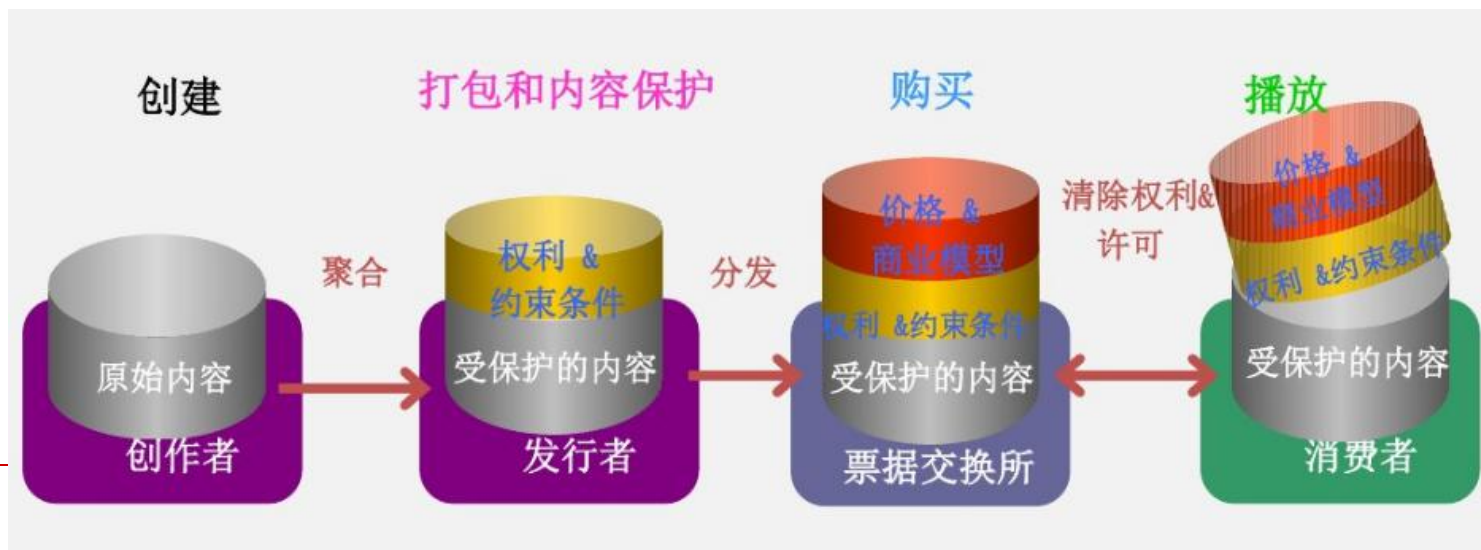 创建
打包和内容保护
购买
播放
原始内容
创作者
聚合
权利 &
约束条件
受保护的内容
发行者
分发
价格 &
商业模型
权利 &约束条件
受保护的内容
票据交换所
清除权利&
许可
价格 &
商业模型
权利 &约束条件
受保护的内容
消费者